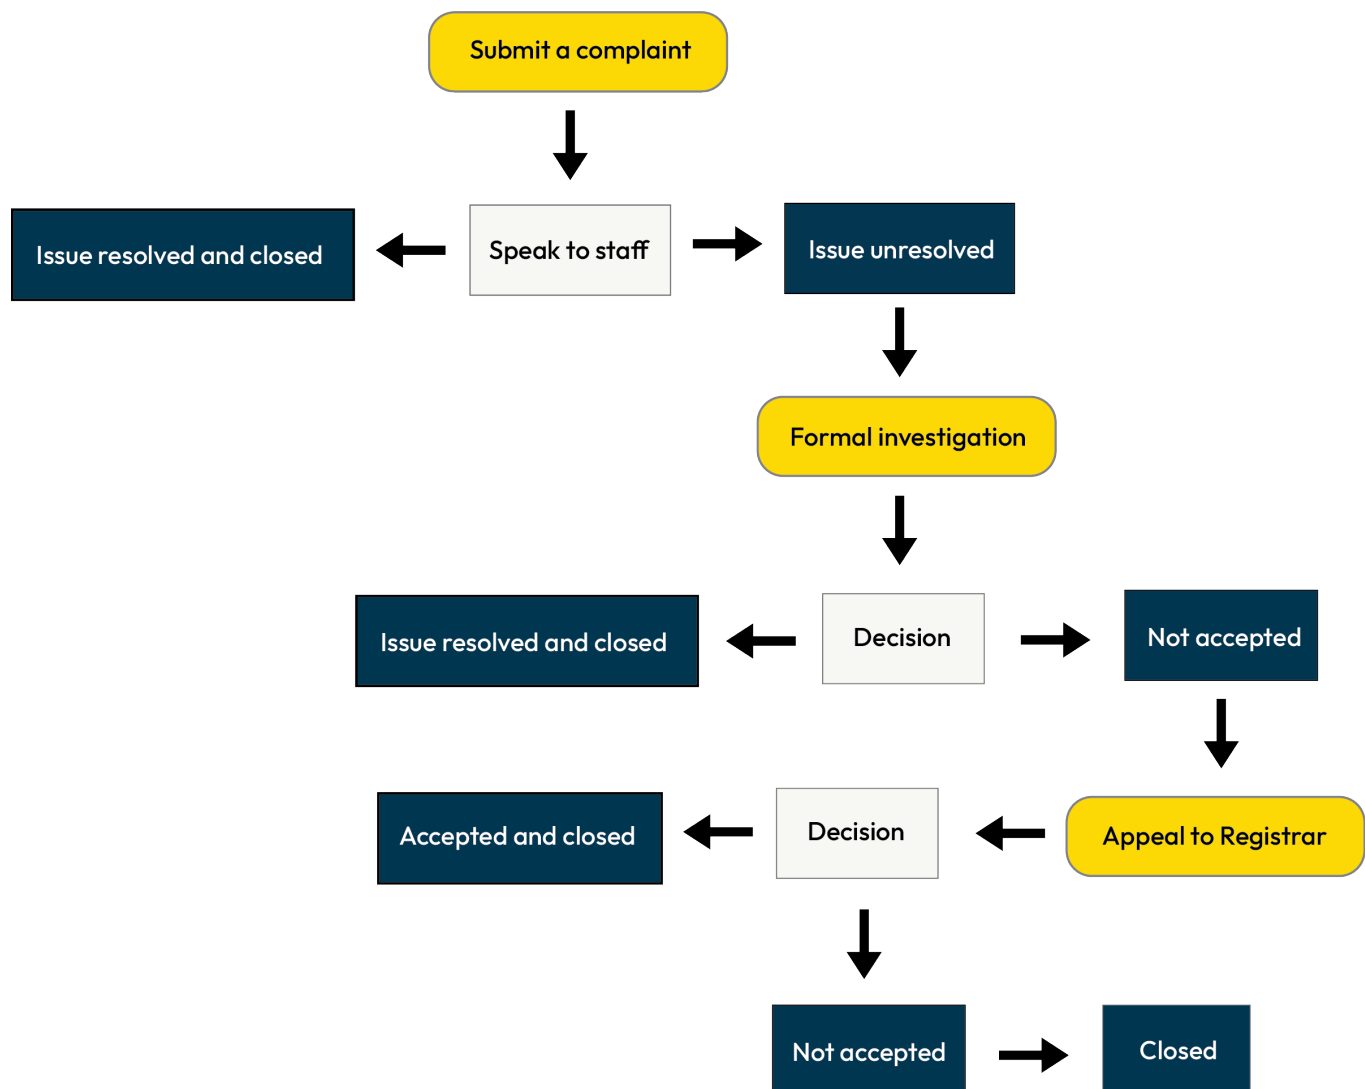 Submit a complaint
Issue resolved and closed
Speak to staff
Issue unresolved
Formal investigation
Issue resolved and closed
Decision
Not accepted
Accepted and closed
Decision
Appeal to Registrar
Not accepted
Closed